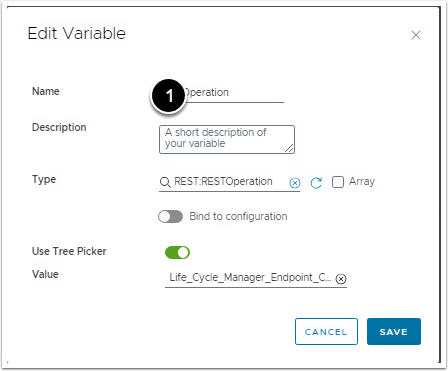 Edit Variable
Name
1
Operation
Description
A short description of
your variable
Type
REST:RESTOperation
Array
Bind to configuration
Use Tree Picker
Value
Life_Cycle_Manager_Endpoint_C...
CANCEL
SAVE